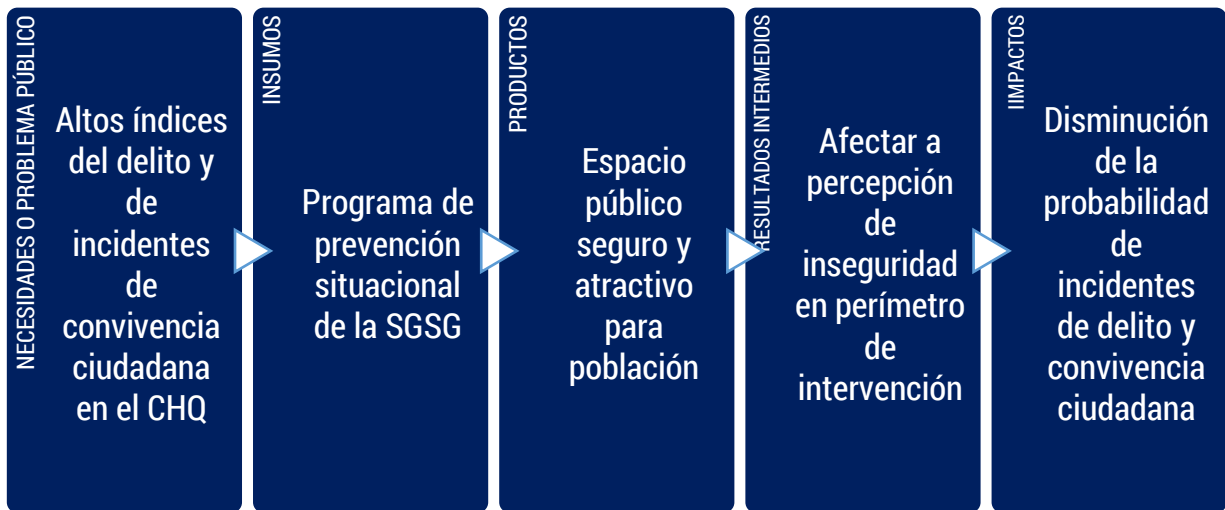 NECESIDADES O PROBLEMA PÚBLICO
Altos índices
del delito y
de
incidentes
de
convivencia
ciudadana
en el CHQ
INSUMOS
Programa de
prevención
situacional
de la SGSG
PRODUCTOS
Espacio
público
seguro y
atractivo
para
población
RESULTADOS INTERMEDIOS
Afectar a
percepción
de
inseguridad
en perímetro
de
intervención
IIMPACTOS
Disminución
de la
probabilidad
de
incidentes
de delito y
convivencia
ciudadana